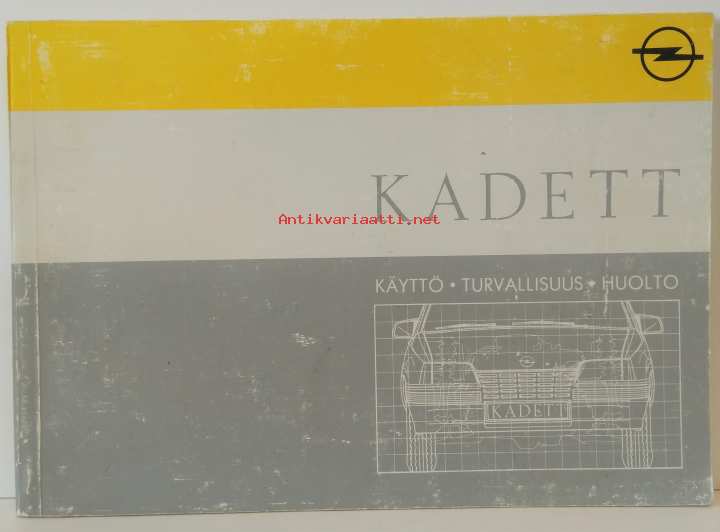 KADETT
Antikvariaatti.net
KÄYTTÖ • TURVALLISUUS • HUOLTO
KADETT